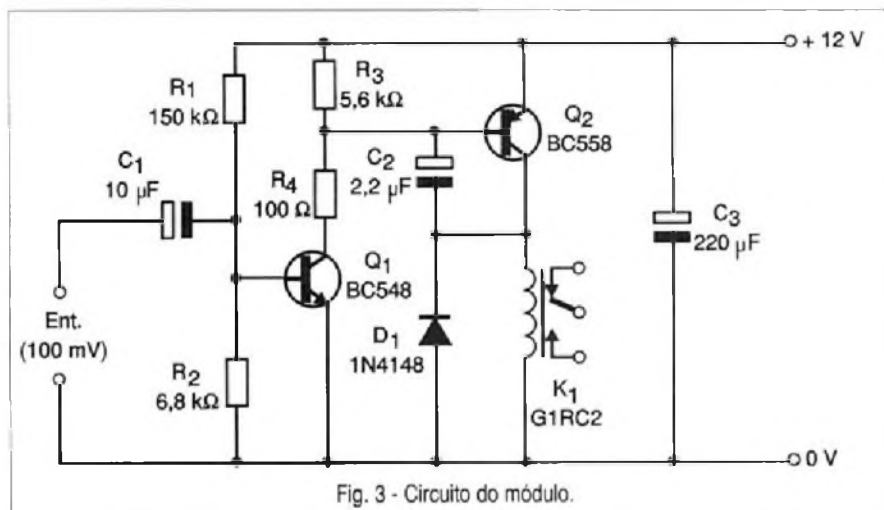 + 12 V
R1
150 kΩ
R3
5,6 kΩ
Q2
BC558
C1
10 µF
R4
100 Ω
C2
2,2 µF
C3
220 µF
Q1
BC548
Ent.
(100 mV)
D1
1N4148
R2
6,8 kΩ
K1
G1RC2
0 V
Fig. 3 - Circuito do módulo.